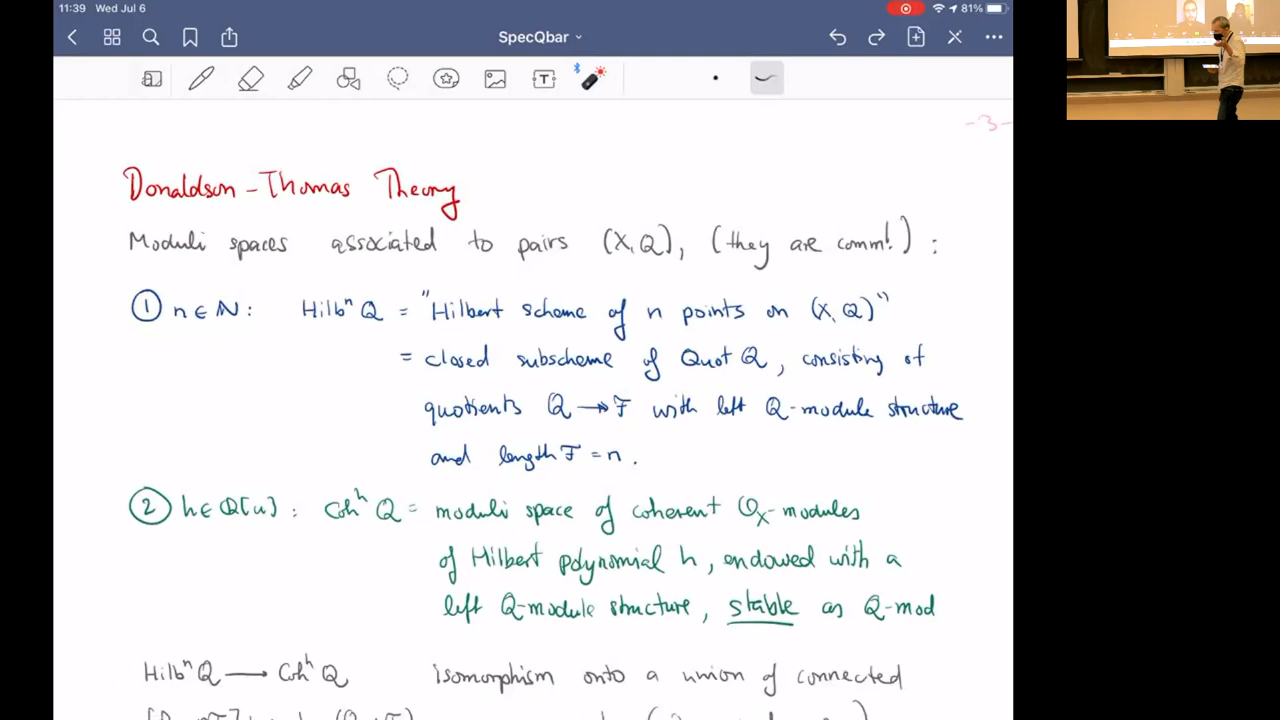 11:39 Wed Jul 6
81%
SpecQbar
-3-
Donaldson-Thomas Theory
Moduli spaces associated to pairs (X,Q), (they are comm!) :
① n ∈ ℕ : Hilbⁿ Q = "Hilbert scheme of n points on (X,Q)"
= closed subscheme of Quot Q, consisting of
quotients Q ↠ F with left Q-module structure
and length F = n .
② h ∈ ℚ[u] : Cohʰ Q = moduli space of coherent O_X-modules
of Hilbert polynomial h, endowed with a
left Q-module structure, stable as Q-mod
Hilbⁿ Q ⟶ Cohʰ Q isomorphism onto a union of connected